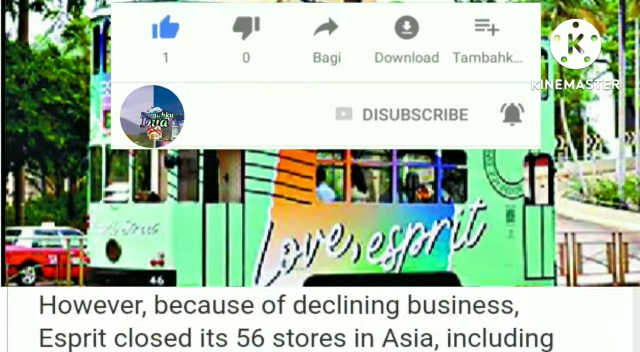 1
0
Bagi
Download
Tambahk...
KINEMASTER
DISUBSCRIBE
Love, esprit
46
However, because of declining business,
Esprit closed its 56 stores in Asia, including